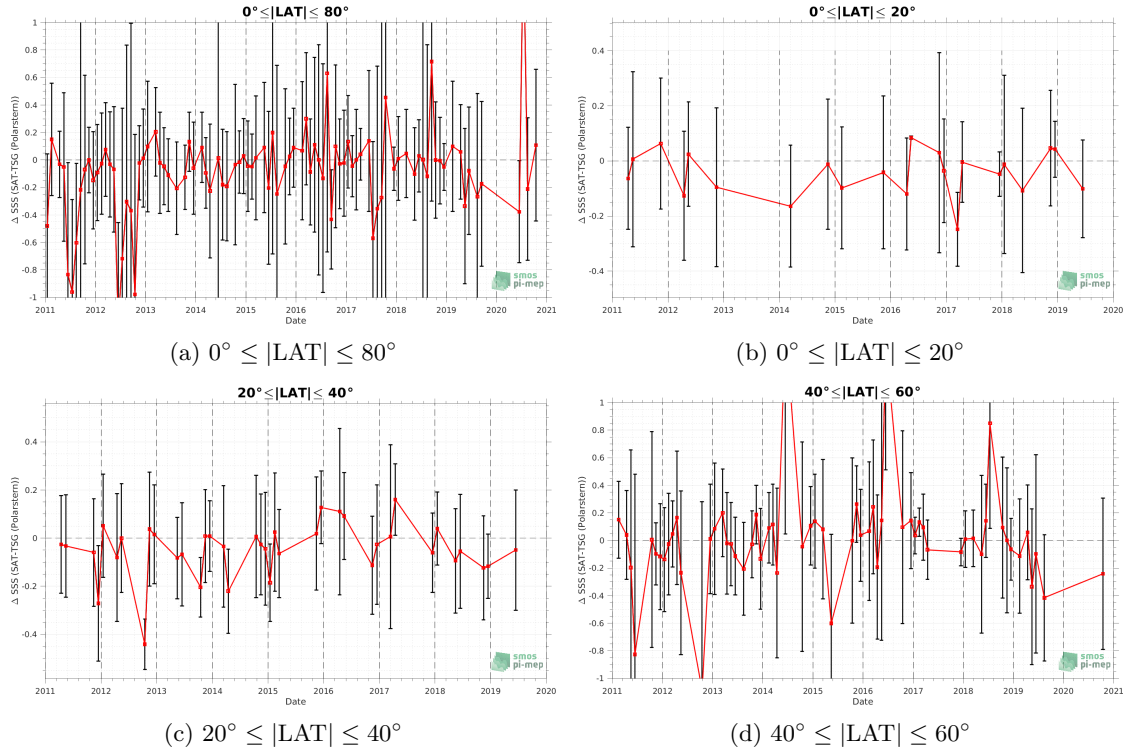 0°≤|LAT|≤ 80°
Δ SSS (SAT-TSG (Polarstern))
1
0.8
0.6
0.4
0.2
0
-0.2
-0.4
-0.6
-0.8
-1
2011 2012 2013 2014 2015 2016 2017 2018 2019 2020 2021
Date
smos
pi-mep
(a) 0° ≤ |LAT| ≤ 80°
0°≤|LAT|≤ 20°
Δ SSS (SAT-TSG (Polarstern))
0.4
0.2
0
-0.2
-0.4
2011 2012 2013 2014 2015 2016 2017 2018 2019 2020
Date
smos
pi-mep
(b) 0° ≤ |LAT| ≤ 20°
20°≤|LAT|≤ 40°
Δ SSS (SAT-TSG (Polarstern))
0.4
0.2
0
-0.2
-0.4
2011 2012 2013 2014 2015 2016 2017 2018 2019 2020
Date
smos
pi-mep
(c) 20° ≤ |LAT| ≤ 40°
40°≤|LAT|≤ 60°
Δ SSS (SAT-TSG (Polarstern))
1
0.8
0.6
0.4
0.2
0
-0.2
-0.4
-0.6
-0.8
-1
2011 2012 2013 2014 2015 2016 2017 2018 2019 2020 2021
Date
smos
pi-mep
(d) 40° ≤ |LAT| ≤ 60°